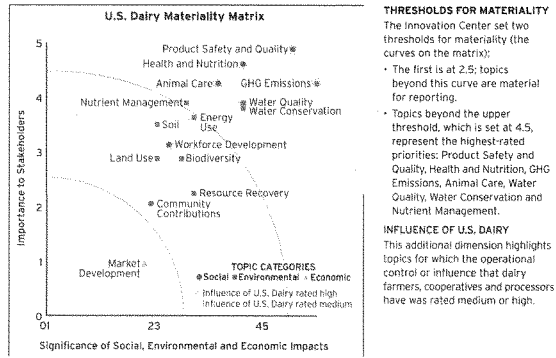 U.S. Dairy Materiality Matrix
5
4
3
2
1
0
Importance to Stakeholders
Product Safety and Quality
Health and Nutrition
Animal Care
GHG Emissions
Nutrient Management
Water Quality
Water Conservation
Energy
Use
Soil
Workforce Development
Land Use
Biodiversity
Resource Recovery
Community
Contributions
Market
Development
TOPIC CATEGORIES
Social Environmental Economic
Influence of U.S. Dairy rated high
Influence of U.S. Dairy rated medium
01 23 45
Significance of Social, Environmental and Economic Impacts
THRESHOLDS FOR MATERIALITY
The Innovation Center set two
thresholds for materiality (the
curves on the matrix):
• The first is at 2.5; topics
beyond this curve are material
for reporting.
• Topics beyond the upper
threshold, which is set at 4.5,
represent the highest-rated
priorities: Product Safety and
Quality, Health and Nutrition, GHG
Emissions, Animal Care, Water
Quality, Water Conservation and
Nutrient Management.
INFLUENCE OF U.S. DAIRY
This additional dimension highlights
topics for which the operational
control or influence that dairy
farmers, cooperatives and processors
have was rated medium or high.